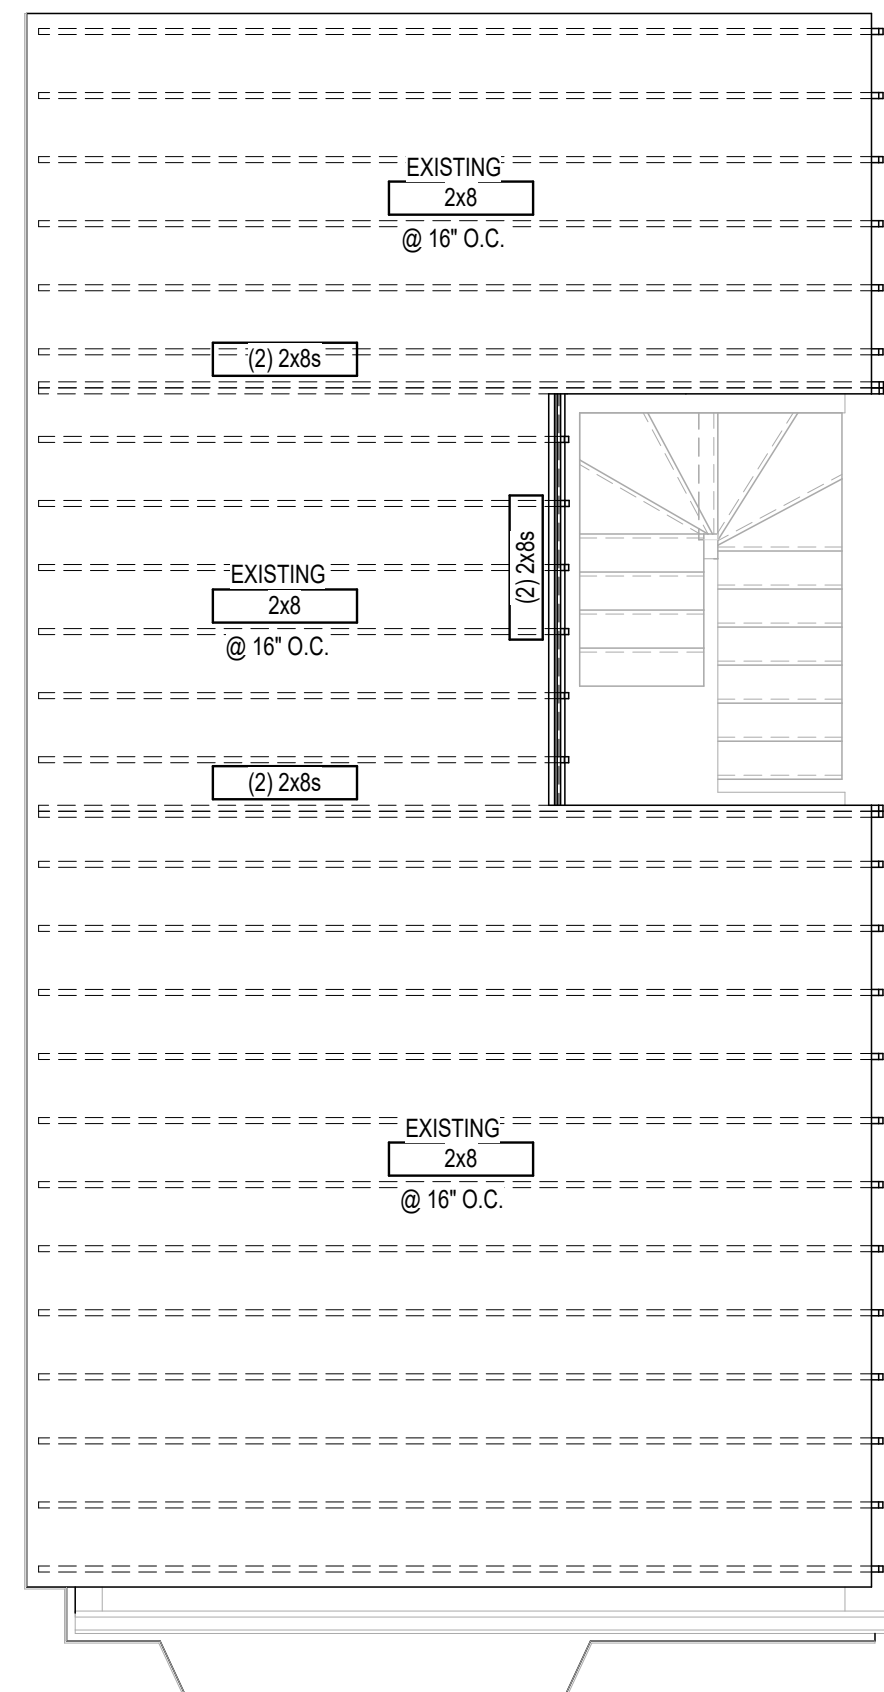 EXISTING
2x8
@ 16" O.C.
(2) 2x8s
(2) 2x8s
EXISTING
2x8
@ 16" O.C.
(2) 2x8s
EXISTING
2x8
@ 16" O.C.